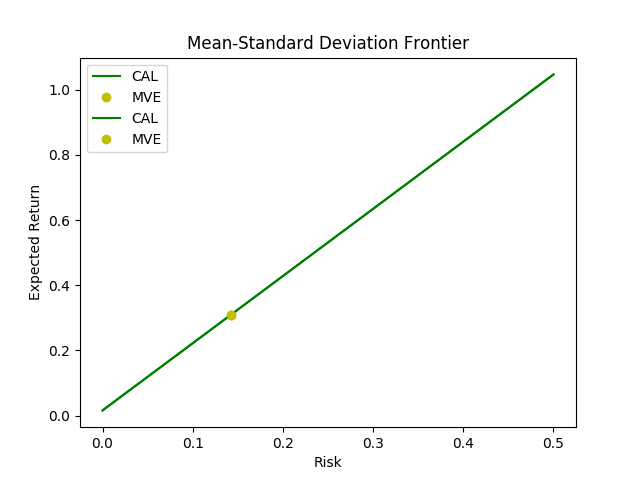 Mean-Standard Deviation Frontier
CAL
MVE
CAL
MVE
1.0
0.8
0.6
0.4
0.2
0.0
Expected Return
0.0 0.1 0.2 0.3 0.4 0.5
Risk